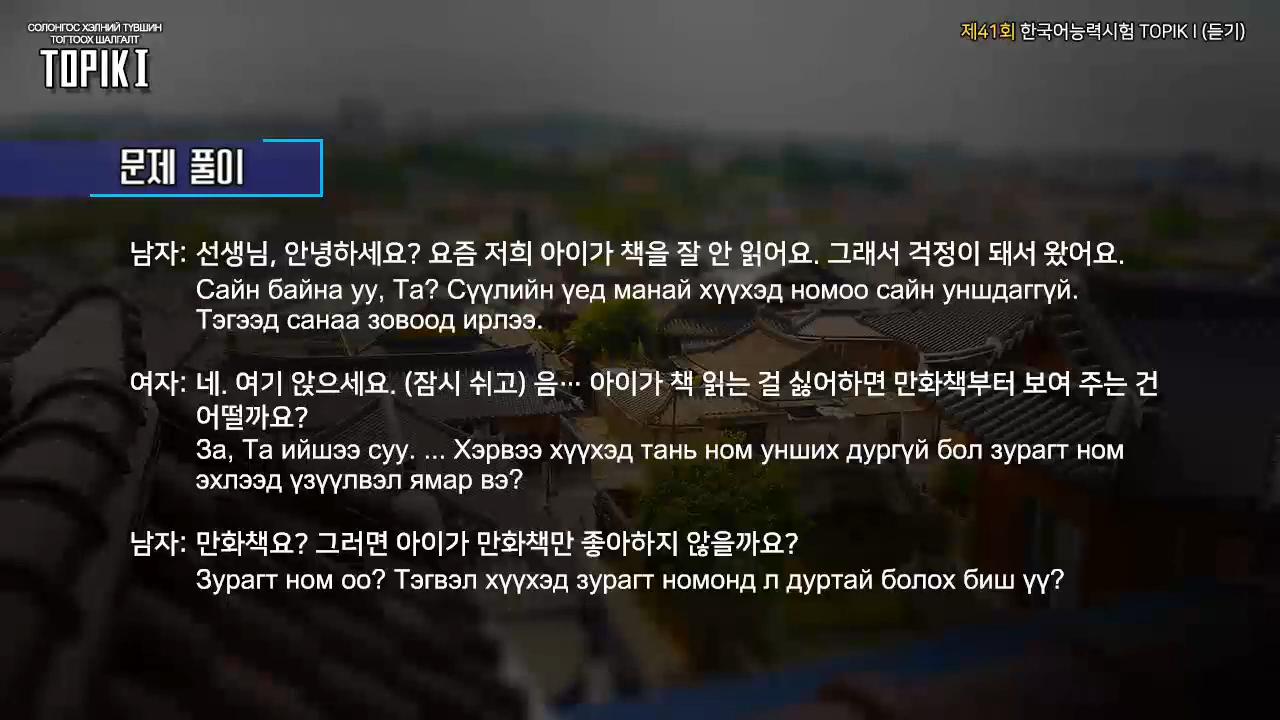 СОЛОНГОС ХЭЛНИЙ ТҮВШИН
ТОГТООХ ШАЛГАЛТ
TOPIK I
제41회 한국어능력시험 TOPIK I (듣기)
문제 풀이
남자: 선생님, 안녕하세요? 요즘 저희 아이가 책을 잘 안 읽어요. 그래서 걱정이 돼서 왔어요.
Сайн байна уу, Та? Сүүлийн үед манай хүүхэд номоо сайн уншдаггүй.
Тэгээд санаа зовоод ирлээ.
여자: 네. 여기 앉으세요. (잠시 쉬고) 음… 아이가 책 읽는 걸 싫어하면 만화책부터 보여 주는 건
어떨까요?
За, Та ийшээ суу. ... Хэрвээ хүүхэд тань ном унших дургүй бол зурагт ном
эхлээд үзүүлвэл ямар вэ?
남자: 만화책요? 그러면 아이가 만화책만 좋아하지 않을까요?
Зурагт ном оо? Тэгвэл хүүхэд зурагт номонд л дуртай болох биш үү?